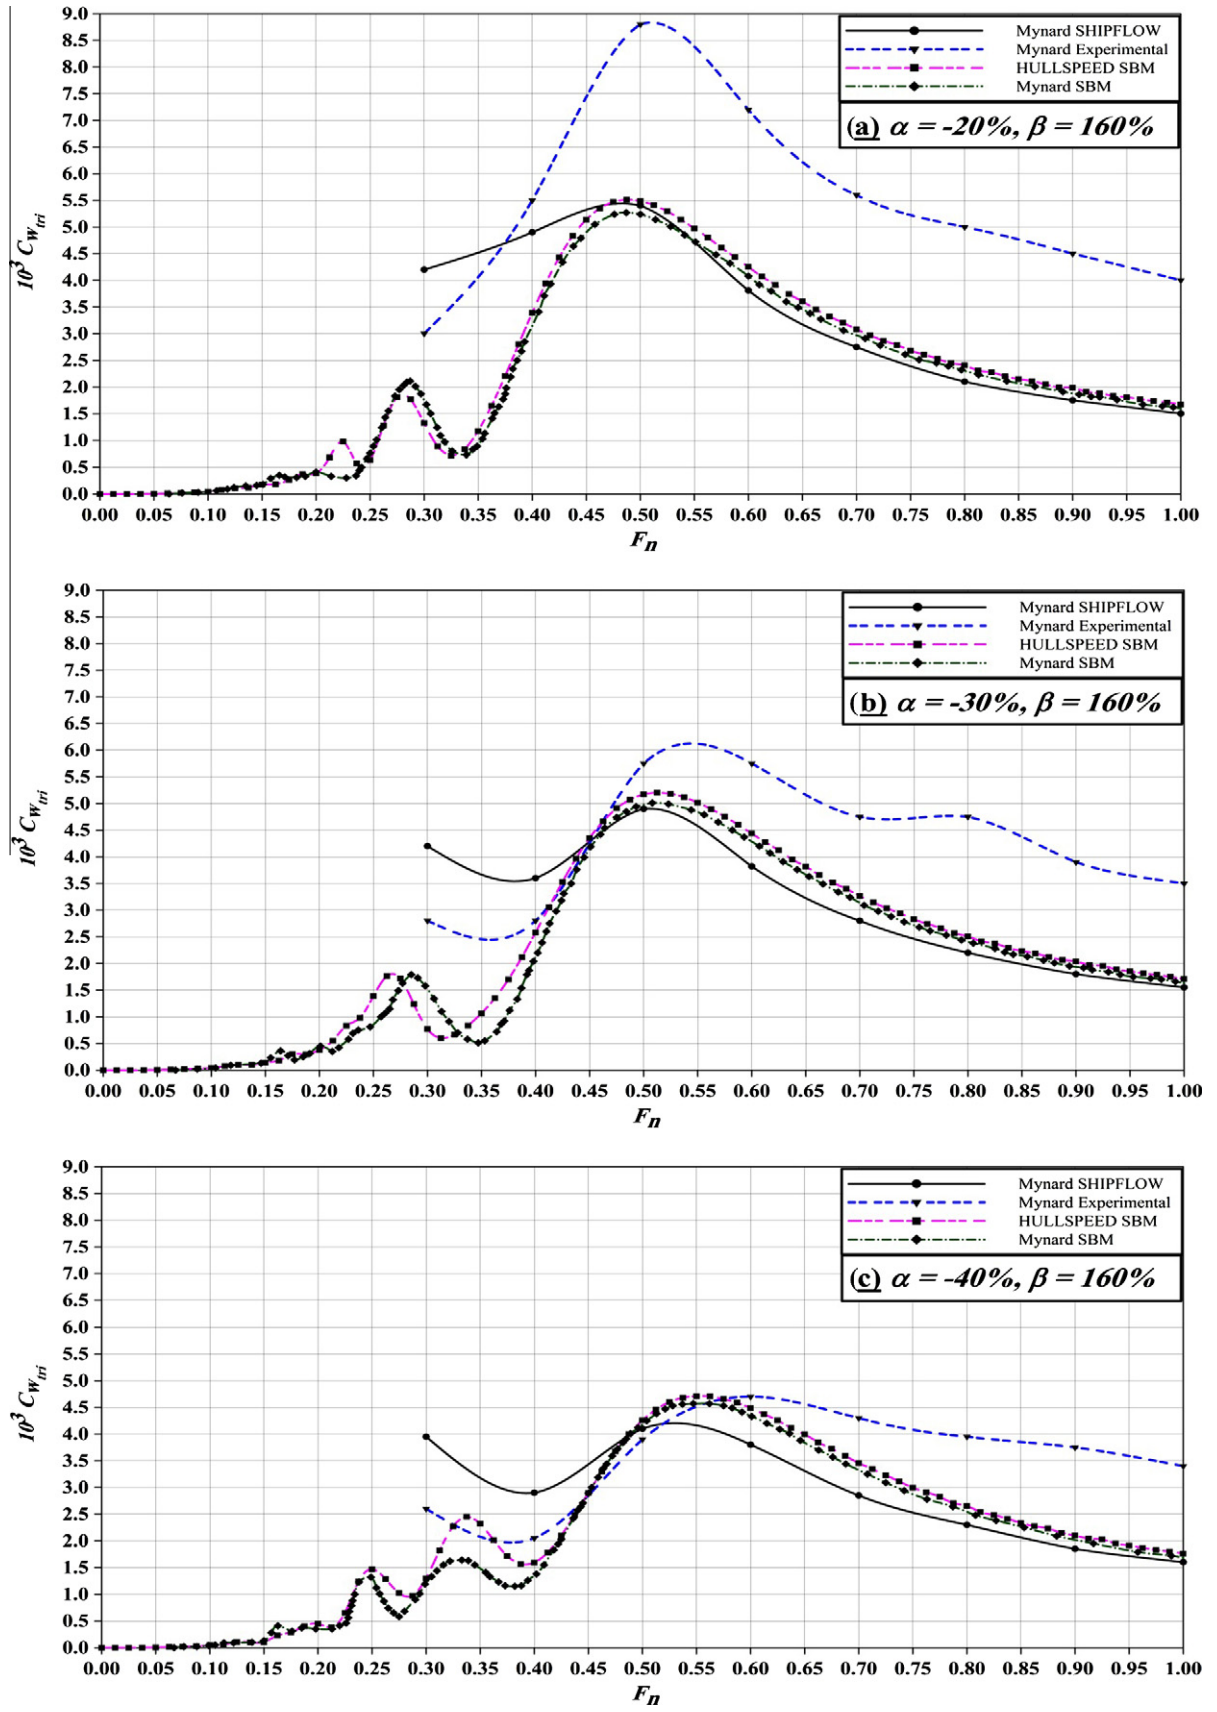 9.0
8.5
8.0
7.5
7.0
6.5
6.0
5.5
5.0
4.5
4.0
3.5
3.0
2.5
2.0
1.5
1.0
0.5
0.0
10³ C_W_tri
Mynard SHIPFLOW
Mynard Experimental
HULLSPEED SBM
Mynard SBM
(a) α = -20%, β = 160%
0.00 0.05 0.10 0.15 0.20 0.25 0.30 0.35 0.40 0.45 0.50 0.55 0.60 0.65 0.70 0.75 0.80 0.85 0.90 0.95 1.00
F_n
9.0
8.5
8.0
7.5
7.0
6.5
6.0
5.5
5.0
4.5
4.0
3.5
3.0
2.5
2.0
1.5
1.0
0.5
0.0
10³ C_W_tri
Mynard SHIPFLOW
Mynard Experimental
HULLSPEED SBM
Mynard SBM
(b) α = -30%, β = 160%
0.00 0.05 0.10 0.15 0.20 0.25 0.30 0.35 0.40 0.45 0.50 0.55 0.60 0.65 0.70 0.75 0.80 0.85 0.90 0.95 1.00
F_n
9.0
8.5
8.0
7.5
7.0
6.5
6.0
5.5
5.0
4.5
4.0
3.5
3.0
2.5
2.0
1.5
1.0
0.5
0.0
10³ C_W_tri
Mynard SHIPFLOW
Mynard Experimental
HULLSPEED SBM
Mynard SBM
(c) α = -40%, β = 160%
0.00 0.05 0.10 0.15 0.20 0.25 0.30 0.35 0.40 0.45 0.50 0.55 0.60 0.65 0.70 0.75 0.80 0.85 0.90 0.95 1.00
F_n